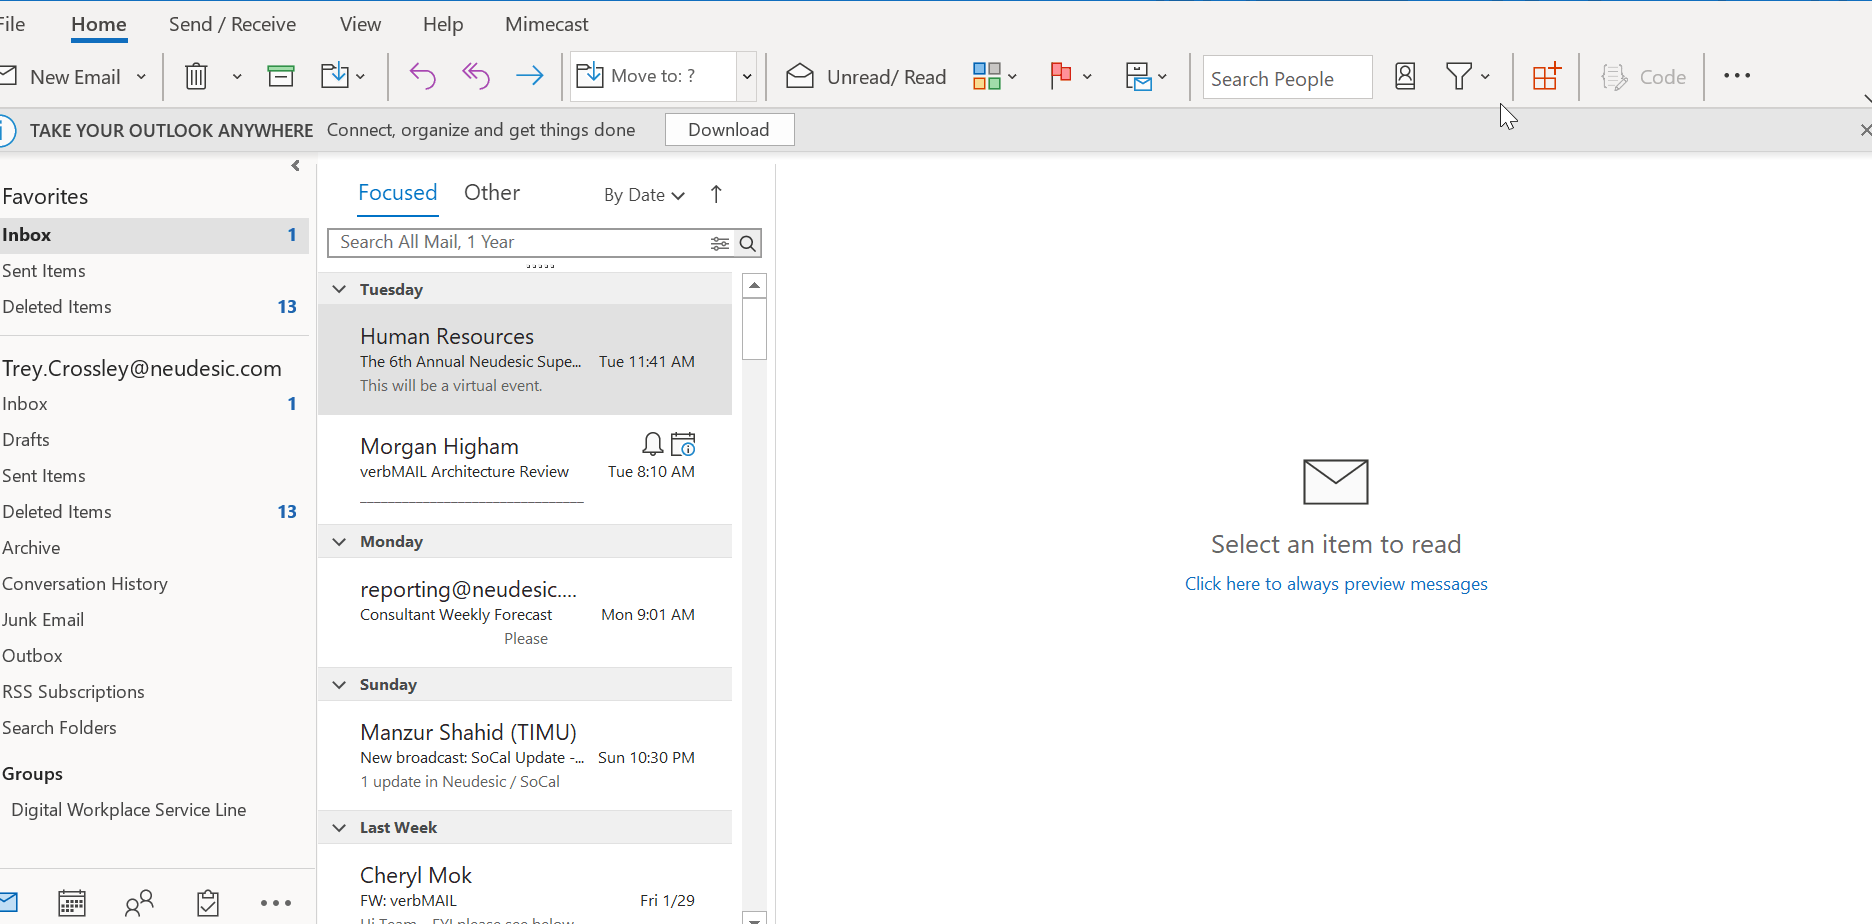 File Home Send / Receive View Help Mimecast
New Email Move to: ? Unread/ Read Search People Code
TAKE YOUR OUTLOOK ANYWHERE Connect, organize and get things done Download
Favorites
Inbox 1
Sent Items
Deleted Items 13
Trey.Crossley@neudesic.com
Inbox 1
Drafts
Sent Items
Deleted Items 13
Archive
Conversation History
Junk Email
Outbox
RSS Subscriptions
Search Folders
Groups
Digital Workplace Service Line
Focused Other By Date
Search All Mail, 1 Year
Tuesday
Human Resources
The 6th Annual Neudesic Supe... Tue 11:41 AM
This will be a virtual event.
Morgan Higham
verbMAIL Architecture Review Tue 8:10 AM
Monday
reporting@neudesic....
Consultant Weekly Forecast Mon 9:01 AM
Please
Sunday
Manzur Shahid (TIMU)
New broadcast: SoCal Update -... Sun 10:30 PM
1 update in Neudesic / SoCal
Last Week
Cheryl Mok
FW: verbMAIL Fri 1/29
Hi Team - FYI please see below
Select an item to read
Click here to always preview messages